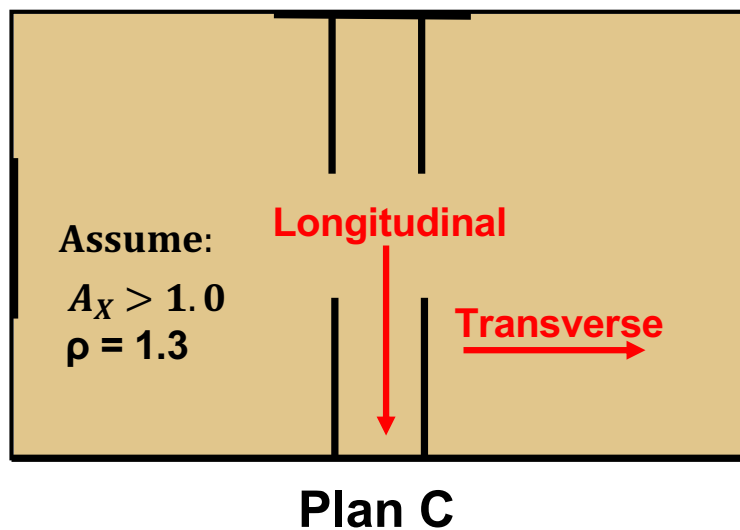 Assume:
Longitudinal
A_X > 1.0
ρ = 1.3
Transverse
Plan C